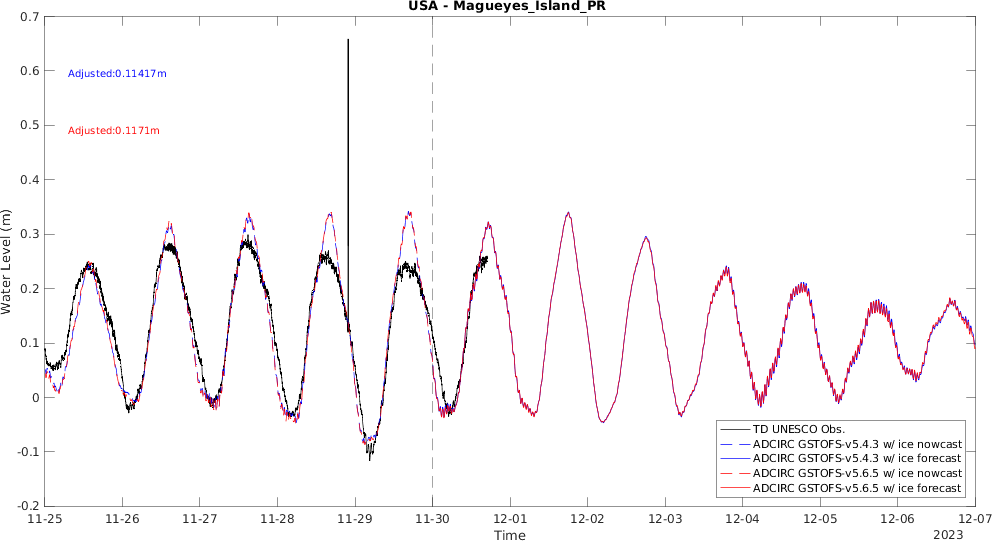 USA - Magueyes_Island_PR
0.7
0.6
0.5
0.4
0.3
0.2
0.1
0
-0.1
-0.2
Water Level (m)
Adjusted:0.11417m
Adjusted:0.1171m
TD UNESCO Obs.
ADCIRC GSTOFS-v5.4.3 w/ ice nowcast
ADCIRC GSTOFS-v5.4.3 w/ ice forecast
ADCIRC GSTOFS-v5.6.5 w/ ice nowcast
ADCIRC GSTOFS-v5.6.5 w/ ice forecast
11-25 11-26 11-27 11-28 11-29 11-30 12-01 12-02 12-03 12-04 12-05 12-06 12-07
Time
2023